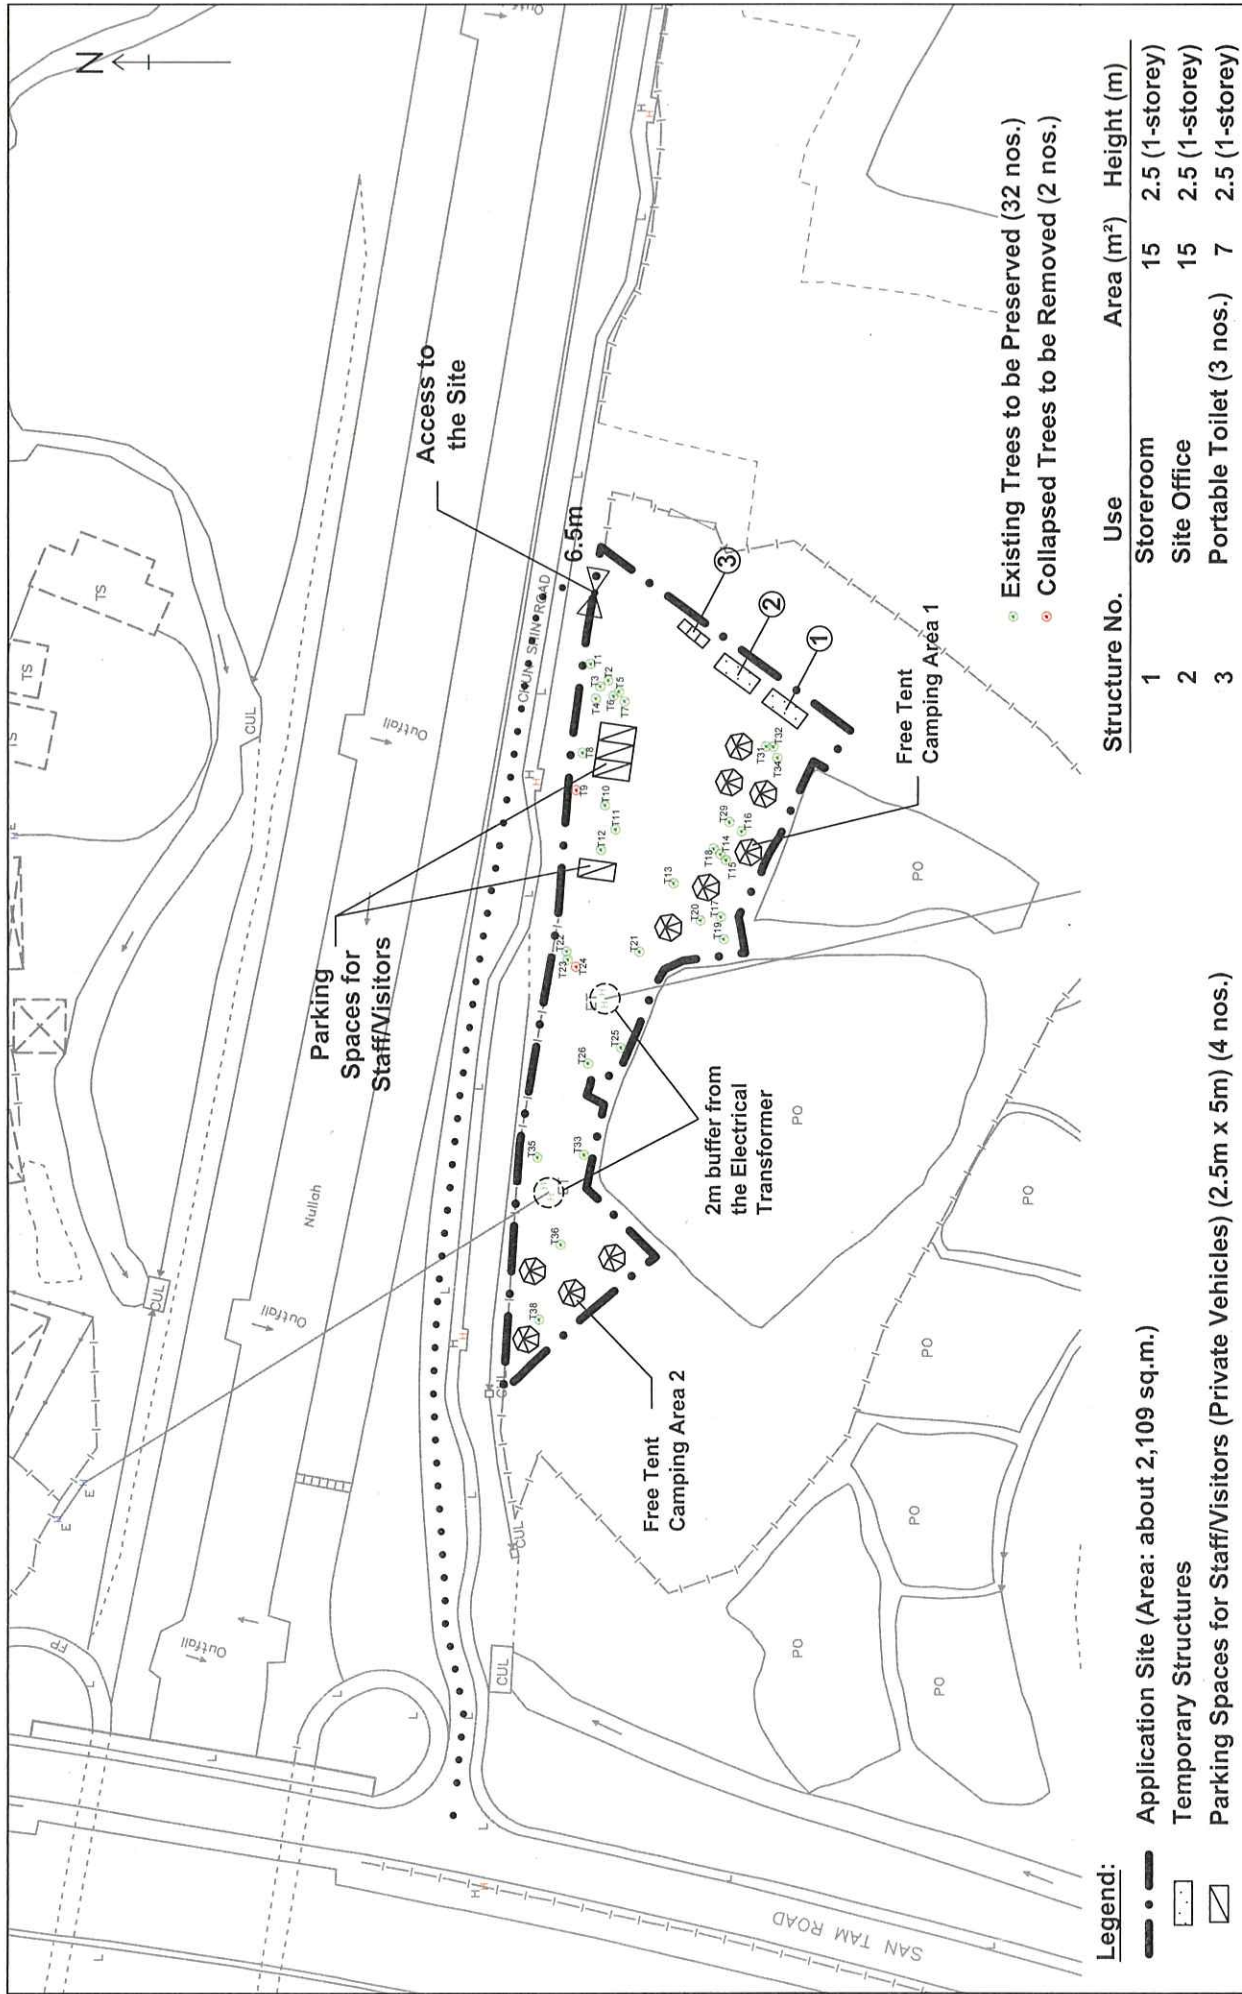 N
TS
TS
TS
CUL
CUL
Outfall
Outfall
Outfall
Outfall
Nullah
FP
E
E
CHUN SHIN ROAD
SAN TAM ROAD
Access to
the Site
6.5m
Parking
Spaces for
Staff/Visitors
T1
T2
T3
T4
T5
T6
T7
T8
T9
T10
T11
T12
T13
T14
T15
T16
T17
T18
T19
T20
T21
T22
T23
T24
T25
T26
T29
T31
T32
T33
T34
T35
T36
T38
3
2
1
Free Tent
Camping Area 1
2m buffer from
the Electrical
Transformer
Free Tent
Camping Area 2
CUL
CUL
CUL
PO
PO
PO
PO
PO
PO
PO
Legend:
Application Site (Area: about 2,109 sq.m.)
Temporary Structures
Parking Spaces for Staff/Visitors (Private Vehicles) (2.5m x 5m) (4 nos.)
Existing Trees to be Preserved (32 nos.)
Collapsed Trees to be Removed (2 nos.)
Structure No. Use Area (m²) Height (m)
1 Storeroom 15 2.5 (1-storey)
2 Site Office 15 2.5 (1-storey)
3 Portable Toilet (3 nos.) 7 2.5 (1-storey)